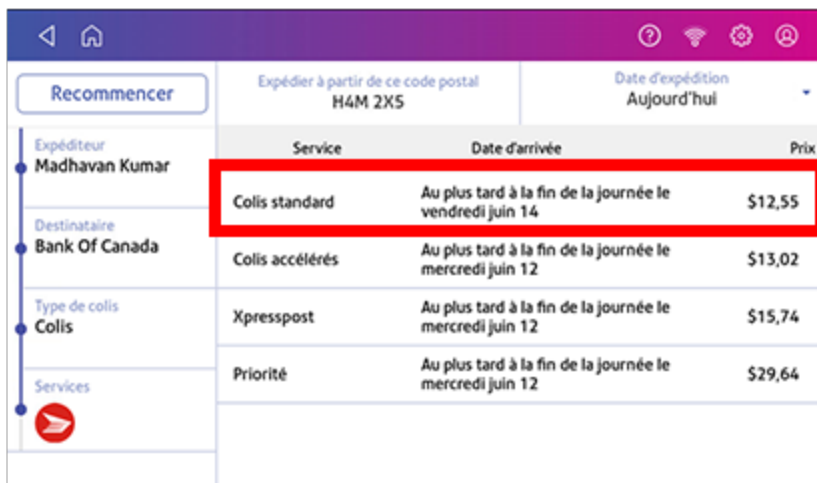 Recommencer
Expédier à partir de ce code postal
H4M 2X5
Date d'expédition
Aujourd'hui
Expéditeur
Madhavan Kumar
Destinataire
Bank Of Canada
Type de colis
Colis
Services
Service Date d'arrivée Prix
Colis standard Au plus tard à la fin de la journée le
vendredi juin 14 $12,55
Colis accélérés Au plus tard à la fin de la journée le
mercredi juin 12 $13,02
Xpresspost Au plus tard à la fin de la journée le
mercredi juin 12 $15,74
Priorité Au plus tard à la fin de la journée le
mercredi juin 12 $29,64